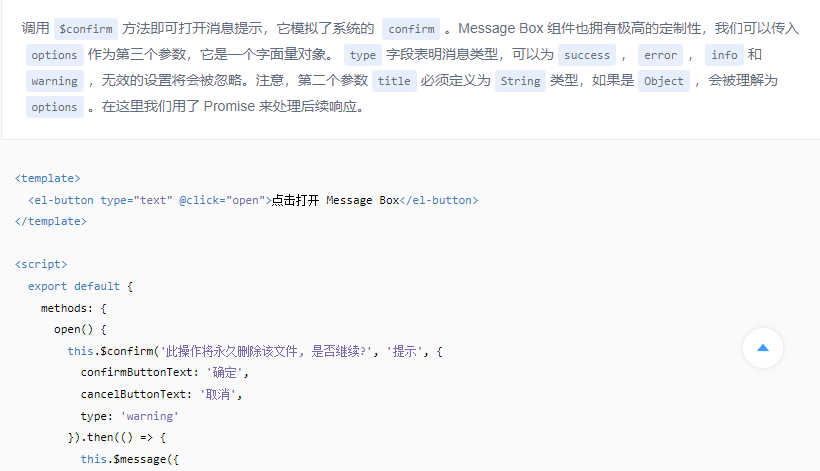 调用 $confirm 方法即可打开消息提示，它模拟了系统的 confirm 。Message Box 组件也拥有极高的定制性，我们可以传入
options 作为第三个参数，它是一个字面量对象。 type 字段表明消息类型，可以为 success ， error ， info 和
warning ，无效的设置将会被忽略。注意，第二个参数 title 必须定义为 String 类型，如果是 Object ，会被理解为
options 。在这里我们用了 Promise 来处理后续响应。
<template>
  <el-button type="text" @click="open">点击打开 Message Box</el-button>
</template>
<script>
  export default {
    methods: {
      open() {
        this.$confirm('此操作将永久删除该文件, 是否继续?', '提示', {
          confirmButtonText: '确定',
          cancelButtonText: '取消',
          type: 'warning'
        }).then(() => {
          this.$message({